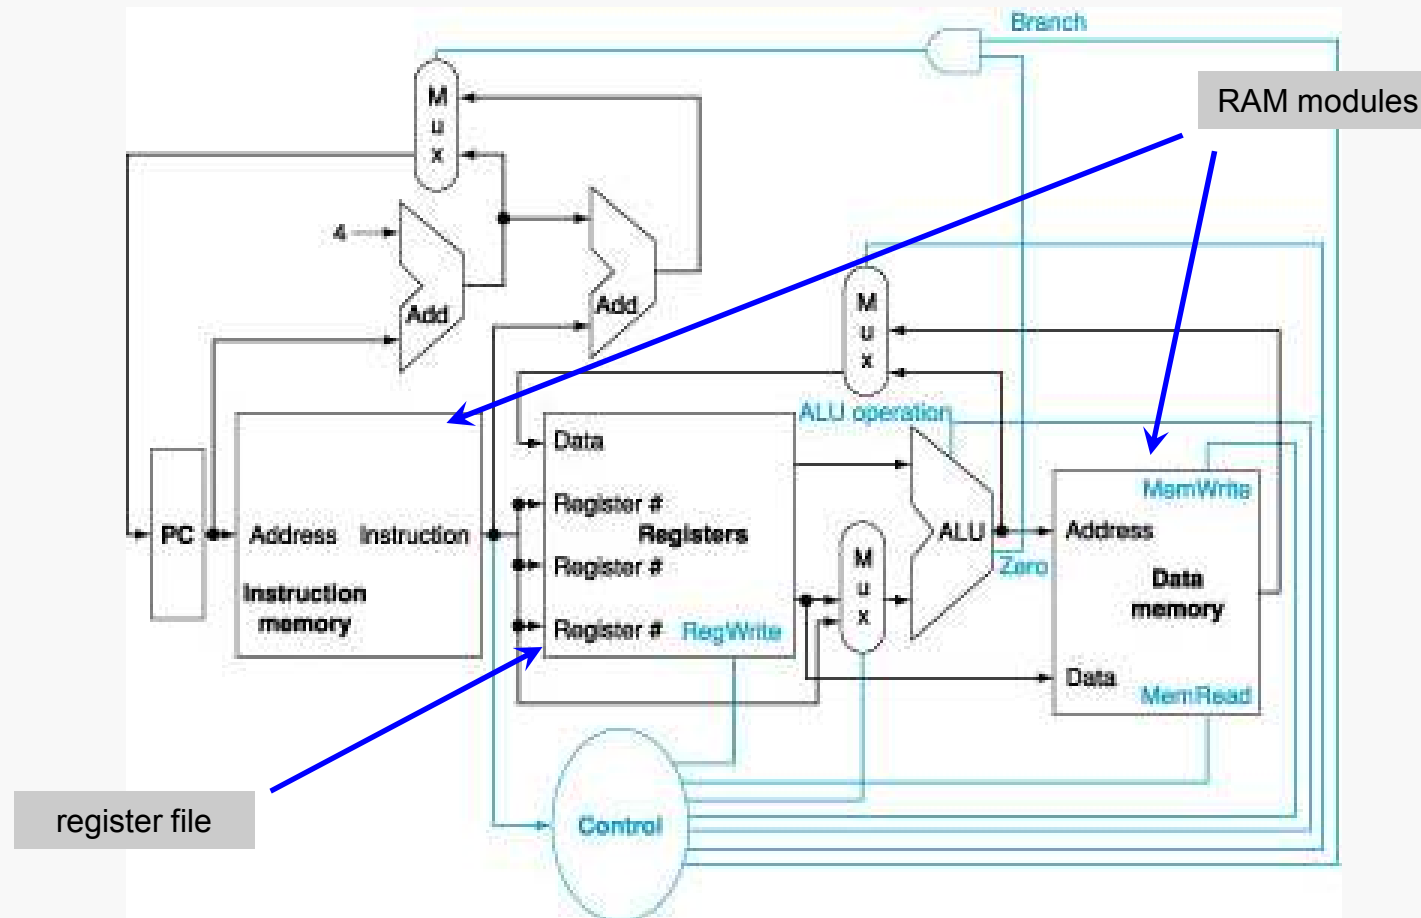 Branch
RAM modules
M
u
x
4
Add
Add
M
u
x
ALU operation
Data
MemWrite
Register #
PC
Address
Instruction
Registers
ALU
Address
M
u
x
Register #
Zero
Data
memory
Instruction
memory
Register #
RegWrite
Data
MemRead
register file
Control